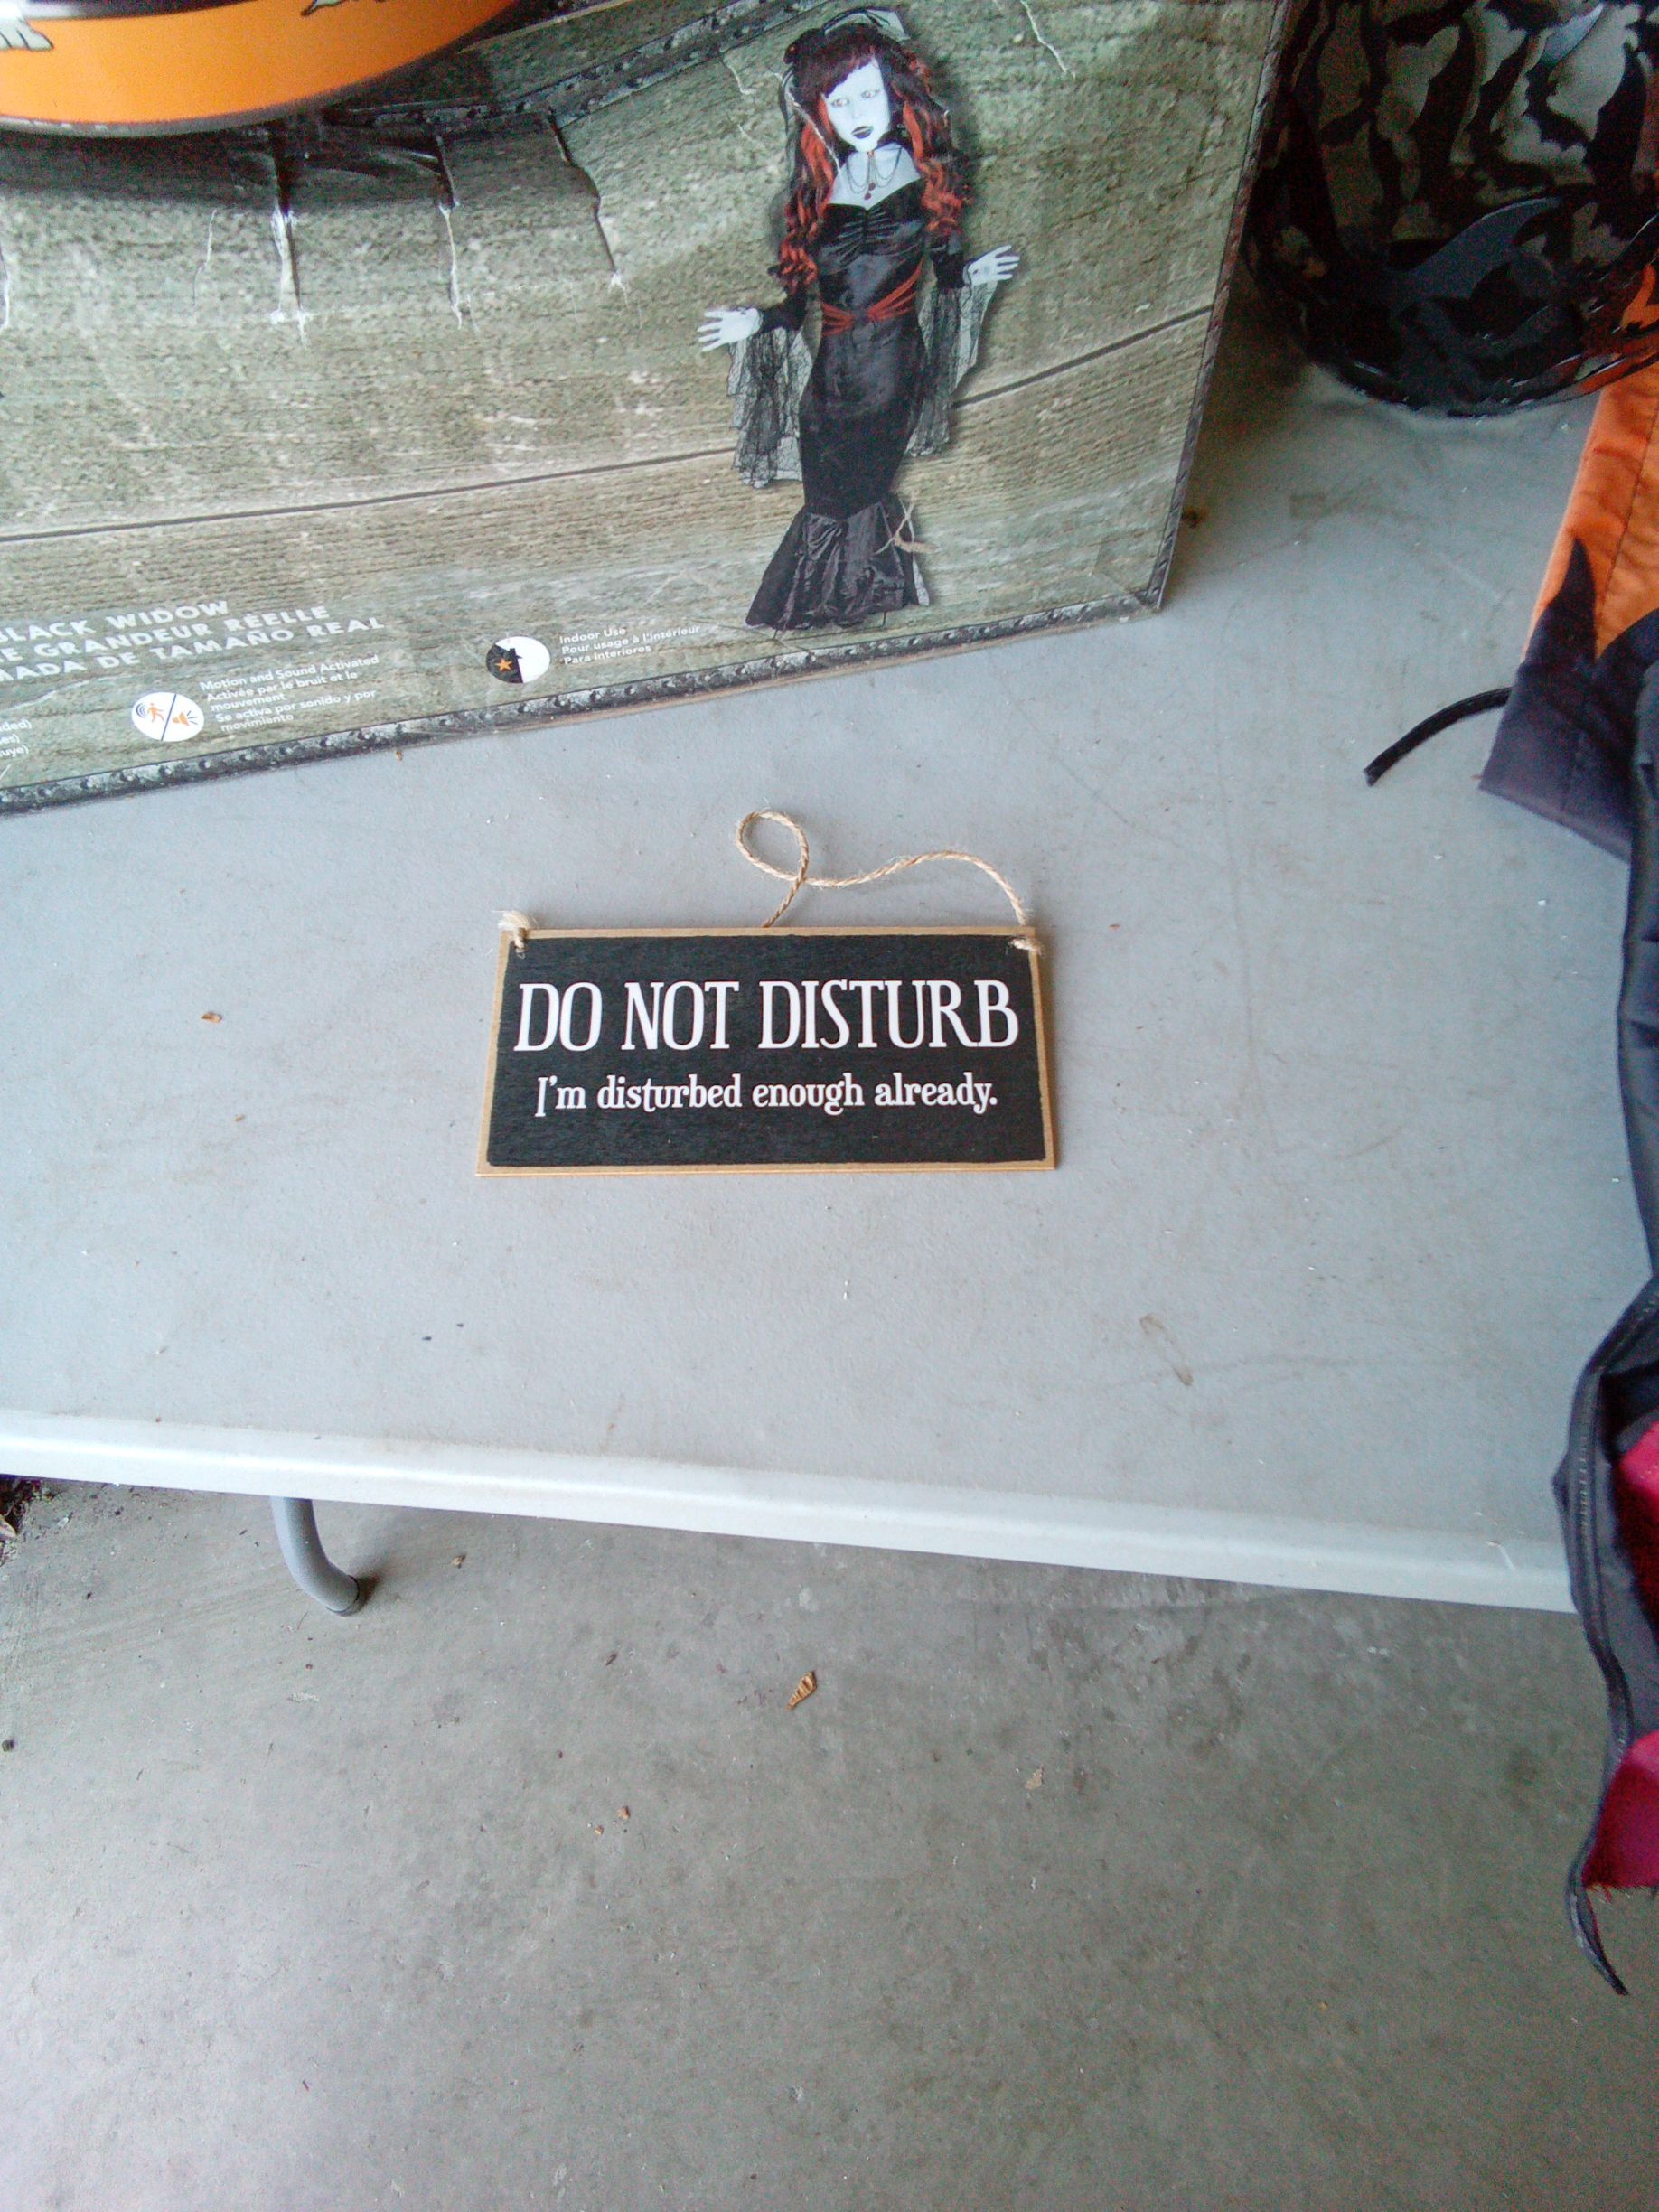 BLACK WIDOW
GRANDEUR RÉELLE
DE TAMAÑO REAL
Motion and Sound Activated
Activée par le bruit et le
mouvement
Se activa por sonido y por
movimiento
Indoor Use
Pour usage à l'intérieur
Para interiores
DO NOT DISTURB
I'm disturbed enough already.